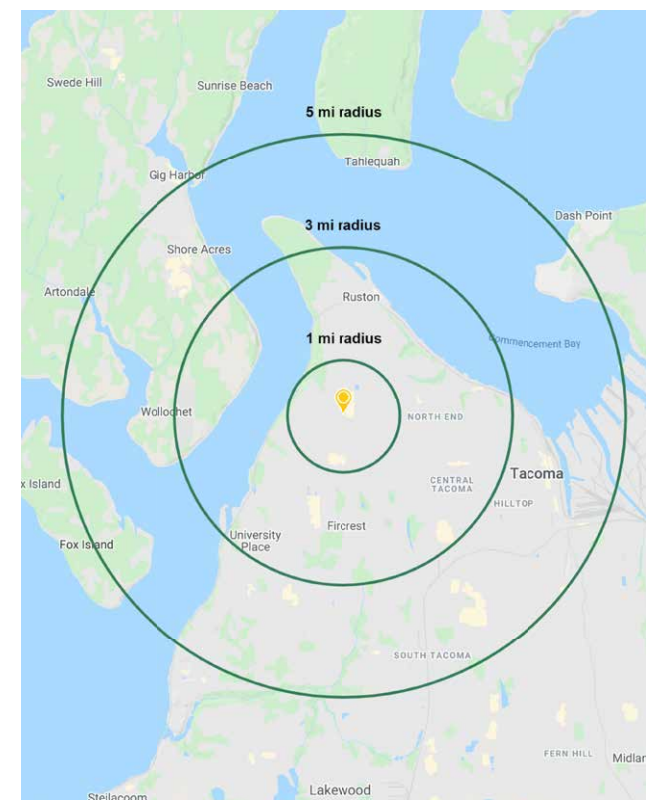 Swede Hill
Sunrise Beach
5 mi radius
Tahlequah
Gig Harbor
Dash Point
3 mi radius
Shore Acres
Artondale
Ruston
1 mi radius
Commencement Bay
Wollochet
NORTH END
Tacoma
CENTRAL
TACOMA
x Island
HILLTOP
Fircrest
University
Place
Fox Island
SOUTH TACOMA
FERN HILL
Midlar
Lakewood
Steilacoom